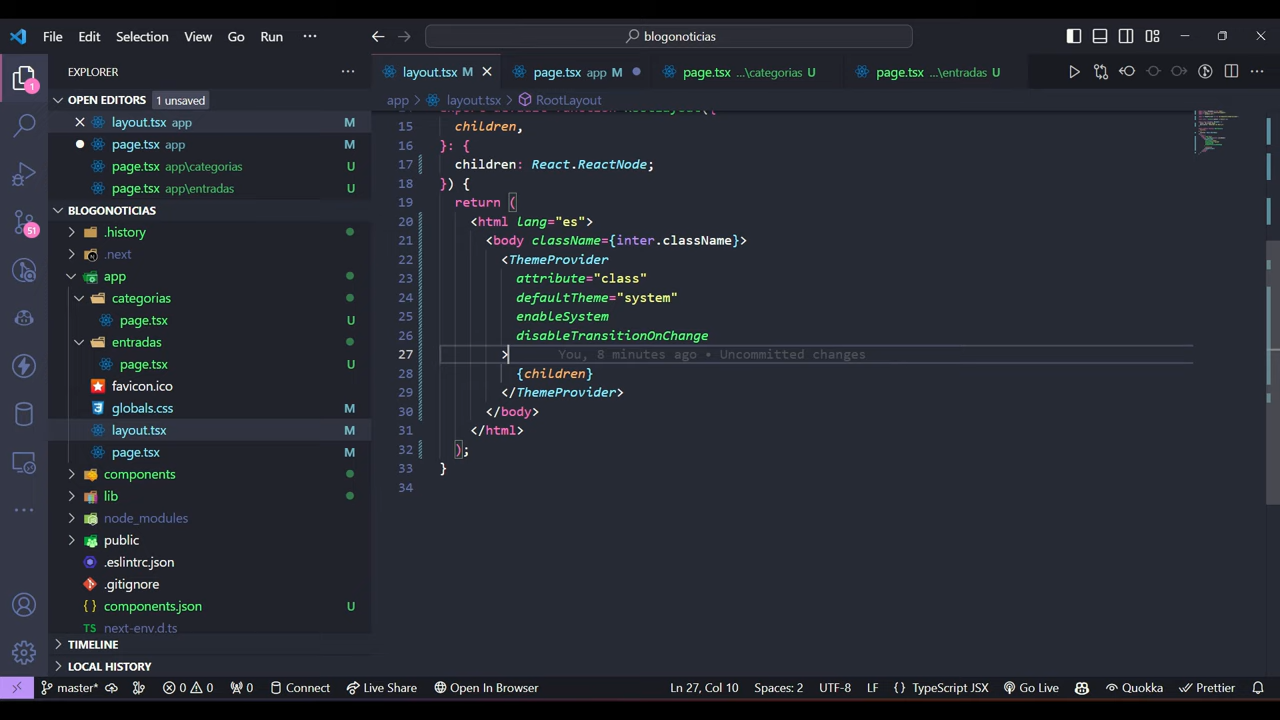 File Edit Selection View Go Run ··· blogonoticias
EXPLORER ···
layout.tsx M page.tsx app M page.tsx ...\categorias U page.tsx ...\entradas U
OPEN EDITORS 1 unsaved
app layout.tsx RootLayout
layout.tsx app M
page.tsx app M
page.tsx app\categorias U
page.tsx app\entradas U
BLOGONOTICIAS
.history
.next
app
categorias
page.tsx U
entradas
page.tsx U
favicon.ico
globals.css M
layout.tsx M
page.tsx M
components
lib
node_modules
public
.eslintrc.json
.gitignore
components.json U
next-env.d.ts
TIMELINE
LOCAL HISTORY
1
51
15 children,
16 }: {
17 children: React.ReactNode;
18 }) {
19 return (
20 <html lang="es">
21 <body className={inter.className}>
22 <ThemeProvider
23 attribute="class"
24 defaultTheme="system"
25 enableSystem
26 disableTransitionOnChange
27 > You, 8 minutes ago • Uncommitted changes
28 {children}
29 </ThemeProvider>
30 </body>
31 </html>
32 );
33 }
34
master* 0 0 0 Connect Live Share Open In Browser Ln 27, Col 10 Spaces: 2 UTF-8 LF {} TypeScript JSX Go Live Quokka Prettier